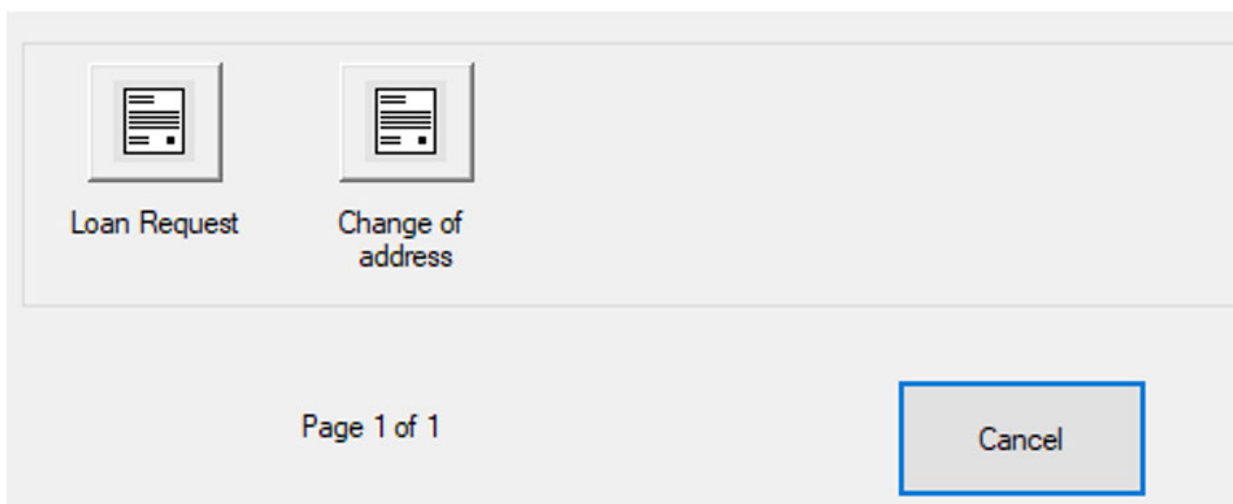 Loan Request
Change of
address
Page 1 of 1
Cancel